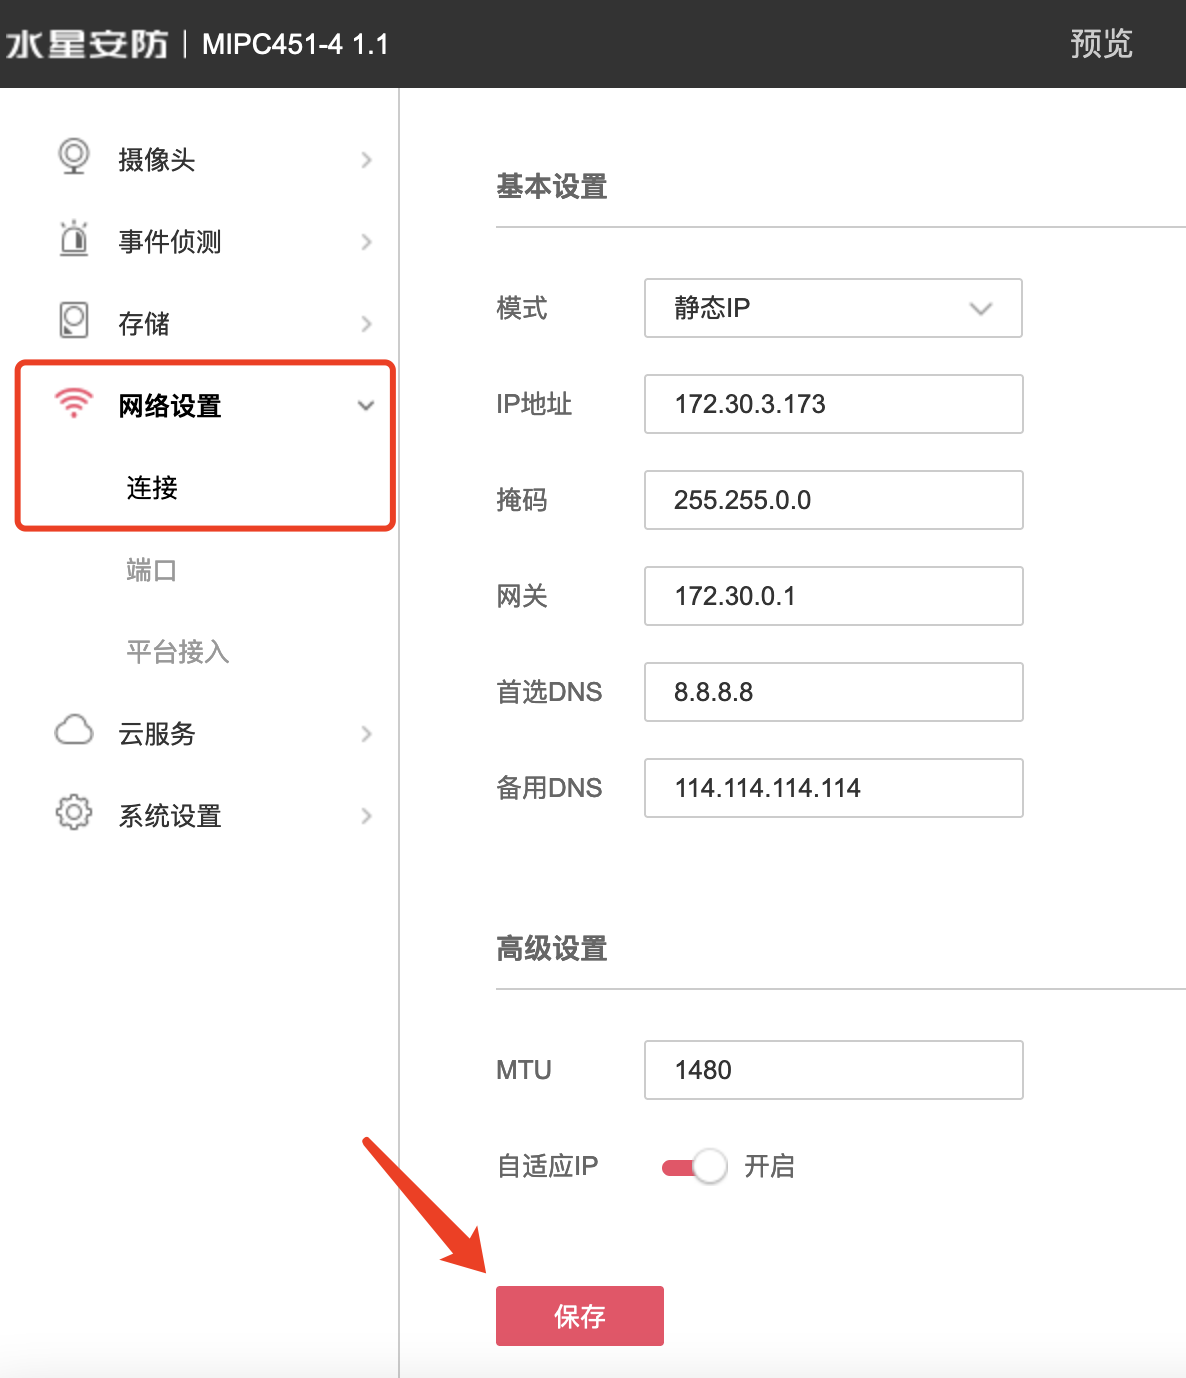 水星安防 | MIPC451-4 1.1
预览
摄像头
事件侦测
存储
网络设置
连接
端口
平台接入
云服务
系统设置
基本设置
模式 静态IP
IP地址 172.30.3.173
掩码 255.255.0.0
网关 172.30.0.1
首选DNS 8.8.8.8
备用DNS 114.114.114.114
高级设置
MTU 1480
自适应IP 开启
保存